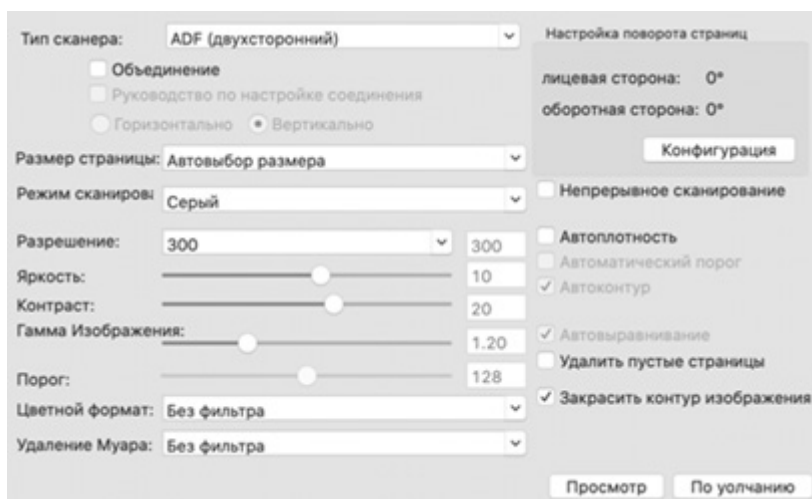 Тип сканера: ADF (двухсторонний)
Объединение
Руководство по настройке соединения
Горизонтально Вертикально
Размер страницы: Автовыбор размера
Режим сканирова Серый
Разрешение: 300 300
Яркость: 10
Контраст: 20
Гамма Изображения: 1.20
Порог: 128
Цветной формат: Без фильтра
Удаление Муара: Без фильтра
Настройка поворота страниц
лицевая сторона: 0°
оборотная сторона: 0°
Конфигурация
Непрерывное сканирование
Автоплотность
Автоматический порог
Автоконтур
Автовыравнивание
Удалить пустые страницы
Закрасить контур изображения
Просмотр По уолчанию